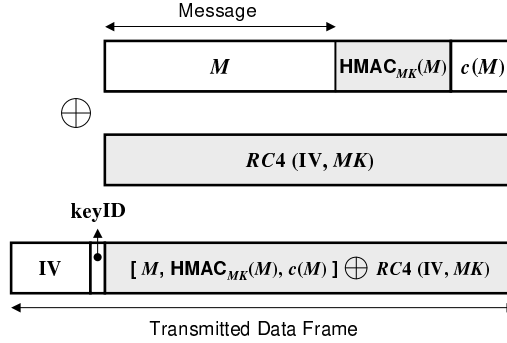 Message
M HMAC_MK(M) c(M)
⊕
RC4 (IV, MK)
keyID
IV [ M, HMAC_MK(M), c(M) ] ⊕ RC4 (IV, MK)
Transmitted Data Frame